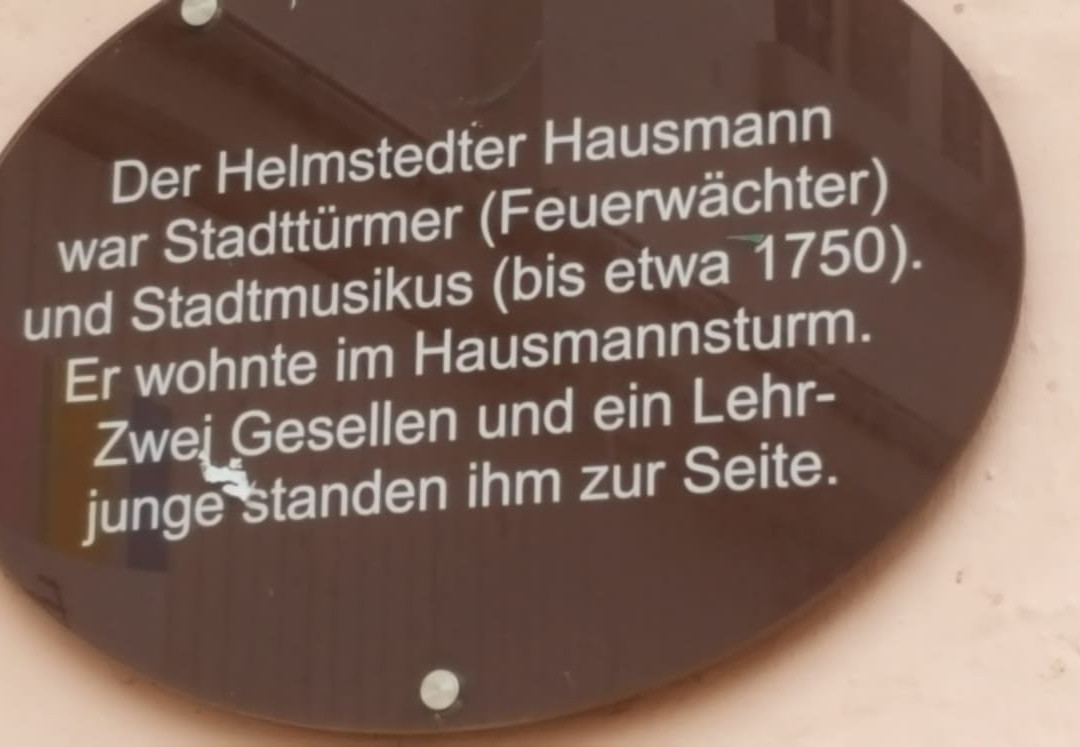 Der Helmstedter Hausmann
war Stadttürmer (Feuerwächter)
und Stadtmusikus (bis etwa 1750).
Er wohnte im Hausmannsturm.
Zwei Gesellen und ein Lehr-
junge standen ihm zur Seite.